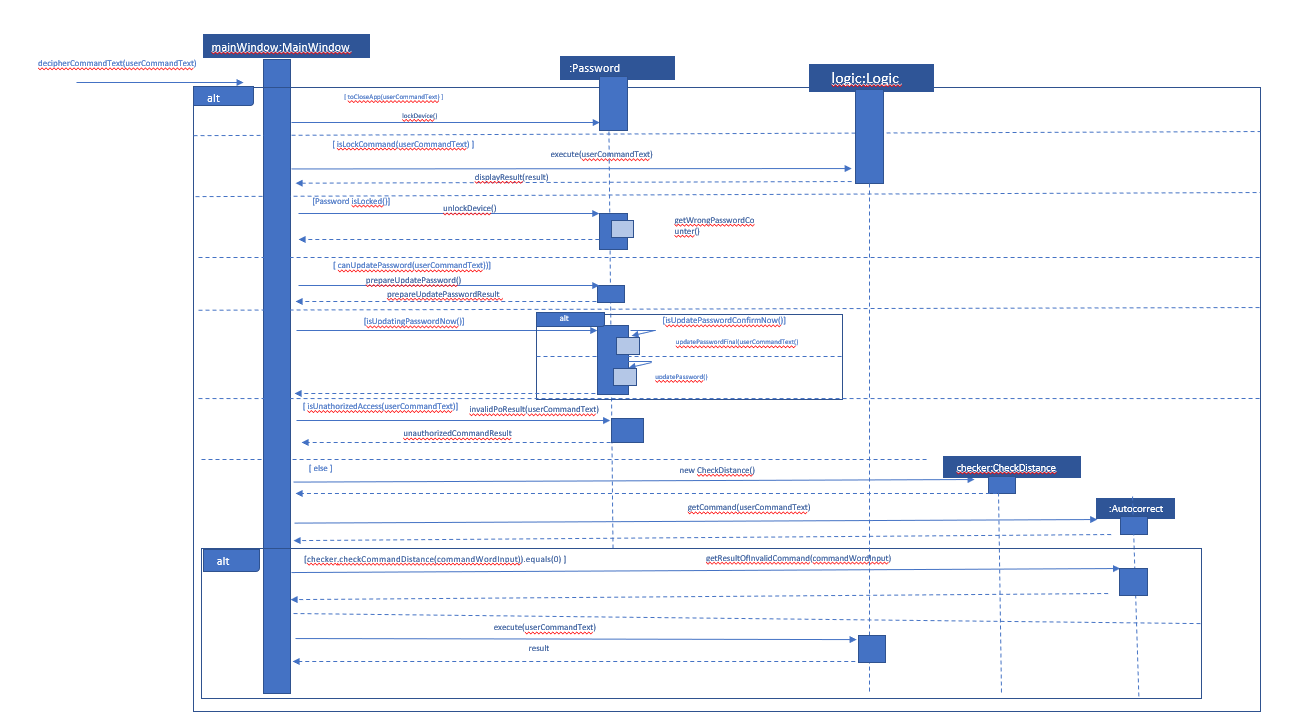 mainWindow:MainWindow
decipherCommandText(userCommandText)
:Password
logic:Logic
alt
[ toCloseApp(userCommandText) ]
lockDevice()
[ isLockCommand(userCommandText) ]
execute(userCommandText)
displayResult(result)
[Password isLocked()]
unlockDevice()
getWrongPasswordCo
unter()
[ canUpdatePassword(userCommandText))]
prepareUpdatePassword()
prepareUpdatePasswordResult
alt
[isUpdatingPasswordNow()]
[isUpdatePasswordConfirmNow()]
updatePasswordFinal(userCommandText()
updatePassword()
[ isUnathorizedAccess(userCommandText)]
invalidPoResult(userCommandText)
unauthorizedCommandResult
[ else ]
new CheckDistance()
checker:CheckDistance
getCommand(userCommandText)
:Autocorrect
alt
[checker.checkCommandDistance(commandWordInput)).equals(0) ]
getResultOfInvalidCommand(commandWordInput)
execute(userCommandText)
result